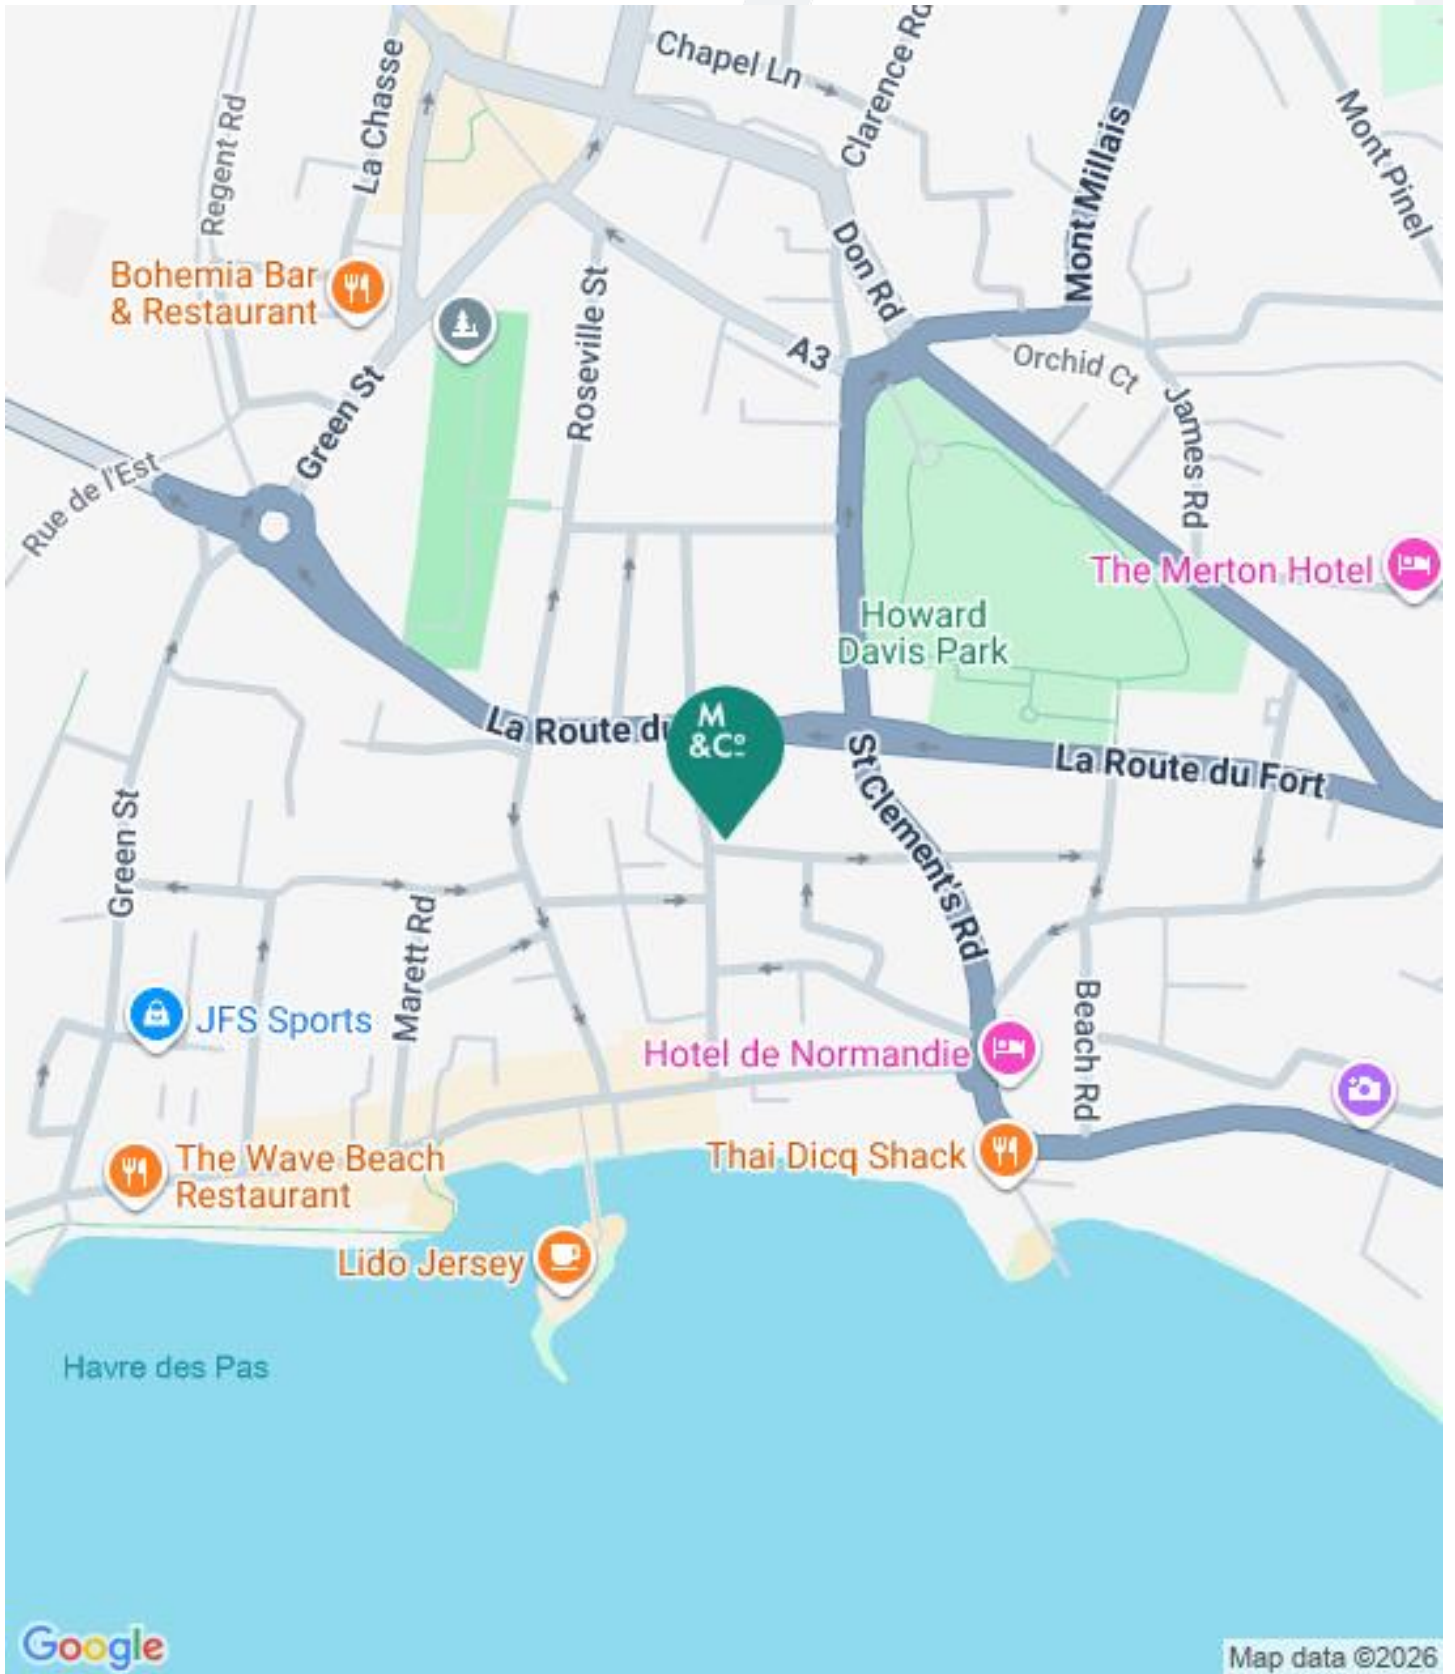 Chapel Ln
Clarence Rd
La Chasse
Regent Rd
Mont Millais
Mont Pinel
Don Rd
Bohemia Bar
& Restaurant
Roseville St
A3
Orchid Ct
James Rd
Green St
Rue de l'Est
The Merton Hotel
Howard
Davis Park
La Route du
M
&Cº
St Clement's Rd
La Route du Fort
Green St
Marett Rd
Beach Rd
JFS Sports
Hotel de Normandie
The Wave Beach
Restaurant
Thai Dicq Shack
Lido Jersey
Havre des Pas
Google
Map data ©2026